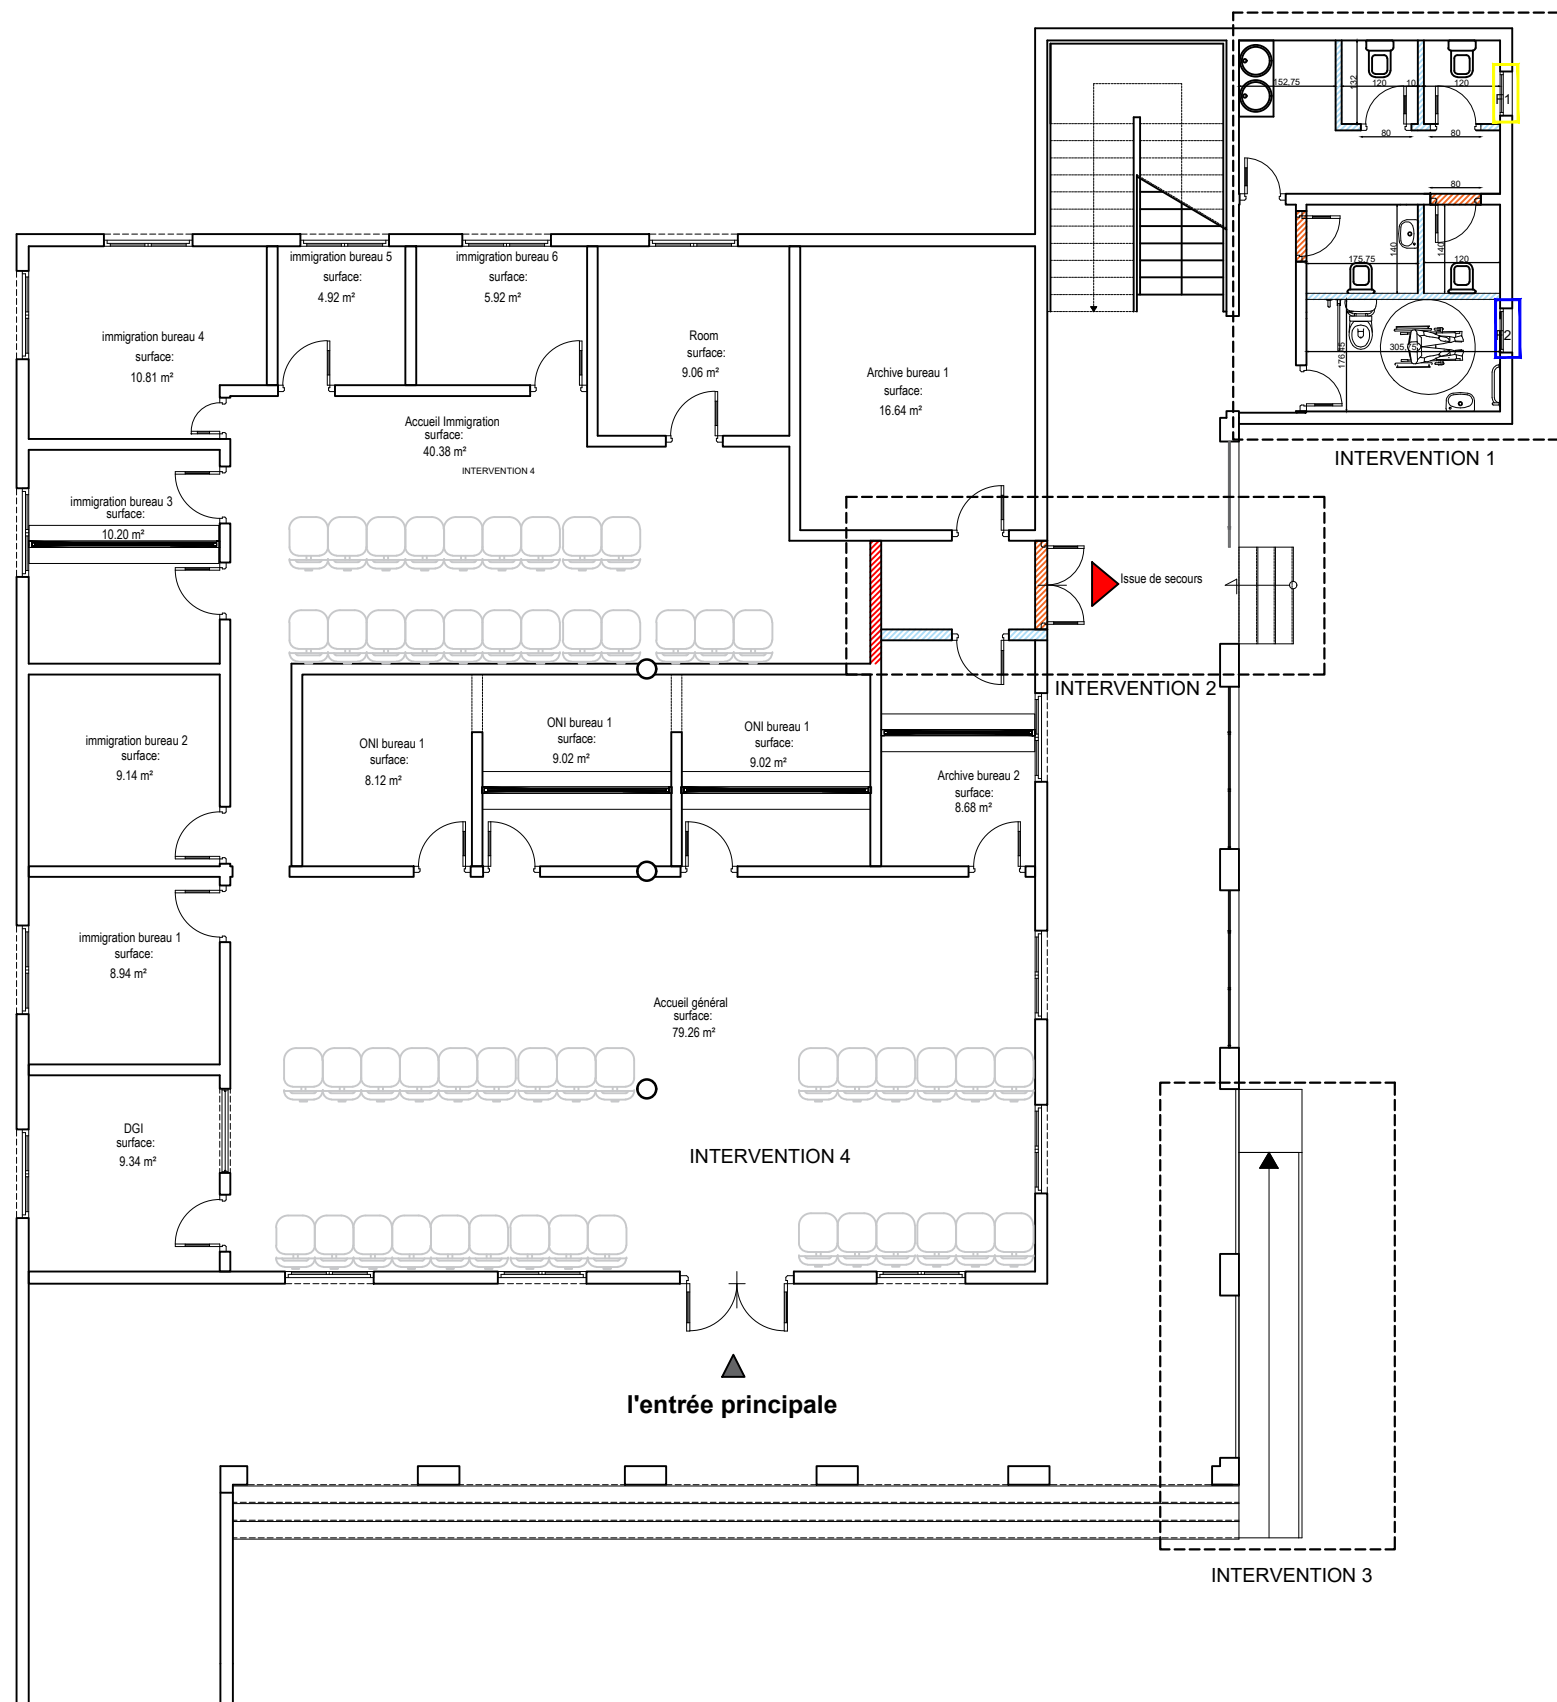 152,75
132
120
10
120
F1
80
80
80
immigration bureau 5
surface:
4.92 m²
immigration bureau 6
surface:
5.92 m²
140
175,75
140
120
immigration bureau 4
surface:
10.81 m²
Room
surface:
9.06 m²
Archive bureau 1
surface:
16.64 m²
176,45
305,75
Accueil Immigration
surface:
40.38 m²
INTERVENTION 4
INTERVENTION 1
immigration bureau 3
surface:
10.20 m²
Issue de secours
INTERVENTION 2
immigration bureau 2
surface:
9.14 m²
ONI bureau 1
surface:
8.12 m²
ONI bureau 1
surface:
9.02 m²
ONI bureau 1
surface:
9.02 m²
Archive bureau 2
surface:
8.68 m²
immigration bureau 1
surface:
8.94 m²
Accueil général
surface:
79.26 m²
DGI
surface:
9.34 m²
INTERVENTION 4
l'entrée principale
INTERVENTION 3